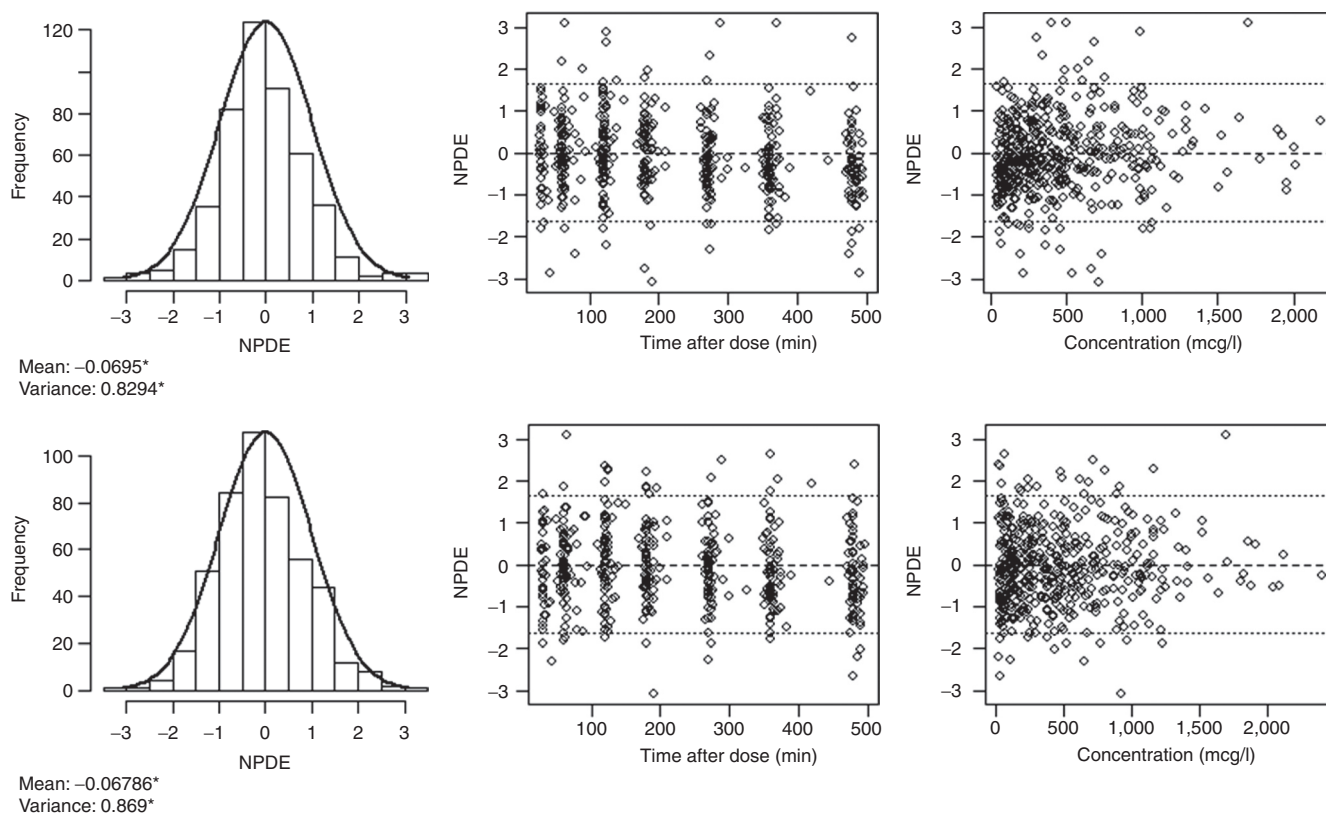 120
100
80
60
40
20
0
Frequency
−3 −2 −1 0 1 2 3
NPDE
Mean: −0.0695*
Variance: 0.8294*
3
2
1
0
−1
−2
−3
NPDE
100 200 300 400 500
Time after dose (min)
3
2
1
0
−1
−2
−3
NPDE
0 500 1,000 1,500 2,000
Concentration (mcg/l)
100
80
60
40
20
0
Frequency
−3 −2 −1 0 1 2 3
NPDE
Mean: −0.06786*
Variance: 0.869*
3
2
1
0
−1
−2
−3
NPDE
100 200 300 400 500
Time after dose (min)
3
2
1
0
−1
−2
−3
NPDE
0 500 1,000 1,500 2,000
Concentration (mcg/l)